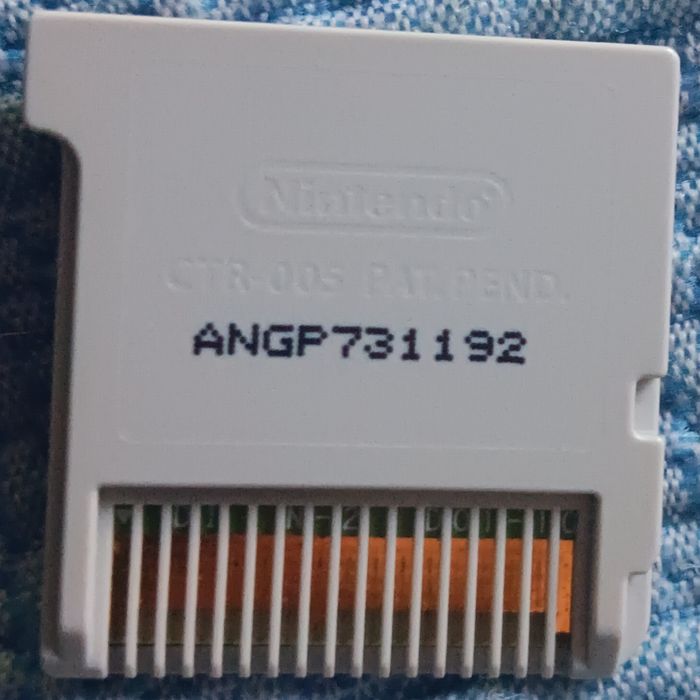 Nintendo
CTR-005 PAT. PEND.
ANGP731192